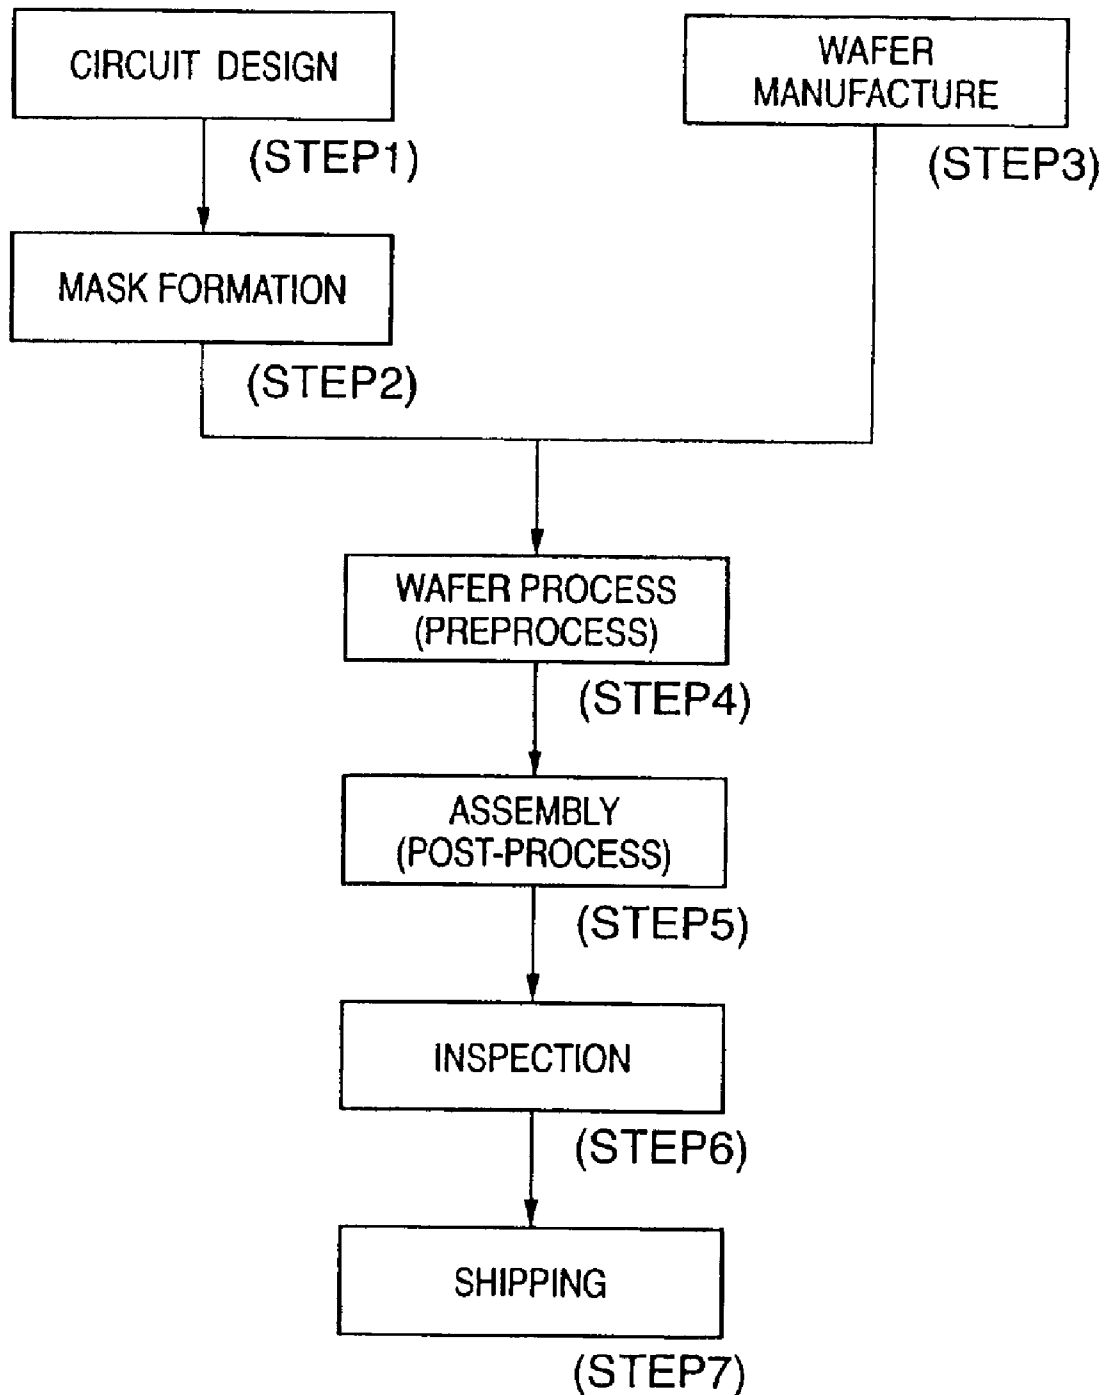 CIRCUIT DESIGN
(STEP1)
WAFER
MANUFACTURE
(STEP3)
MASK FORMATION
(STEP2)
WAFER PROCESS
(PREPROCESS)
(STEP4)
ASSEMBLY
(POST-PROCESS)
(STEP5)
INSPECTION
(STEP6)
SHIPPING
(STEP7)